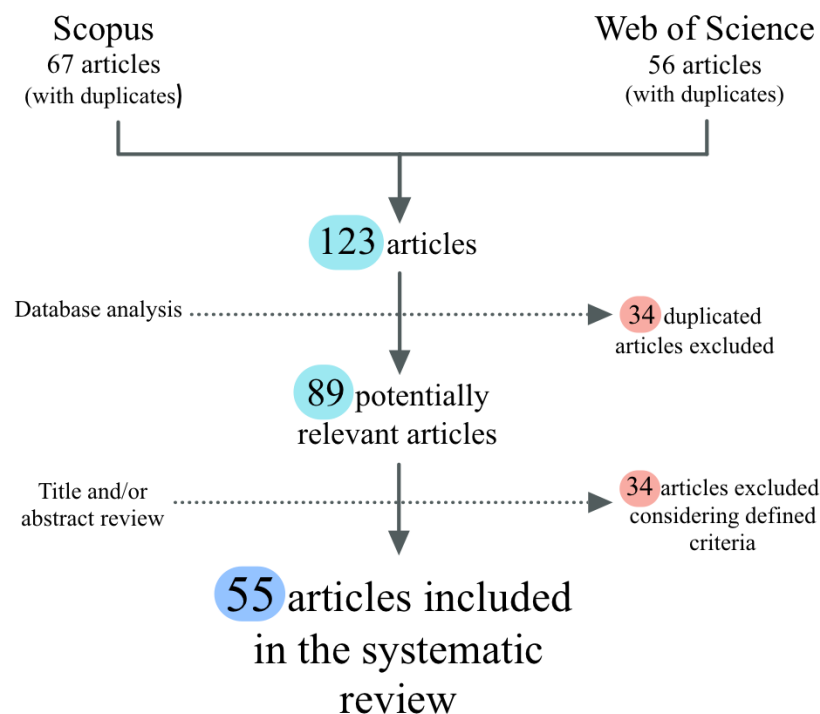 Scopus
67 articles
(with duplicates)
Web of Science
56 articles
(with duplicates)
123 articles
Database analysis
34 duplicated
articles excluded
89 potentially
relevant articles
Title and/or
abstract review
34 articles excluded
considering defined
criteria
55 articles included
in the systematic
review